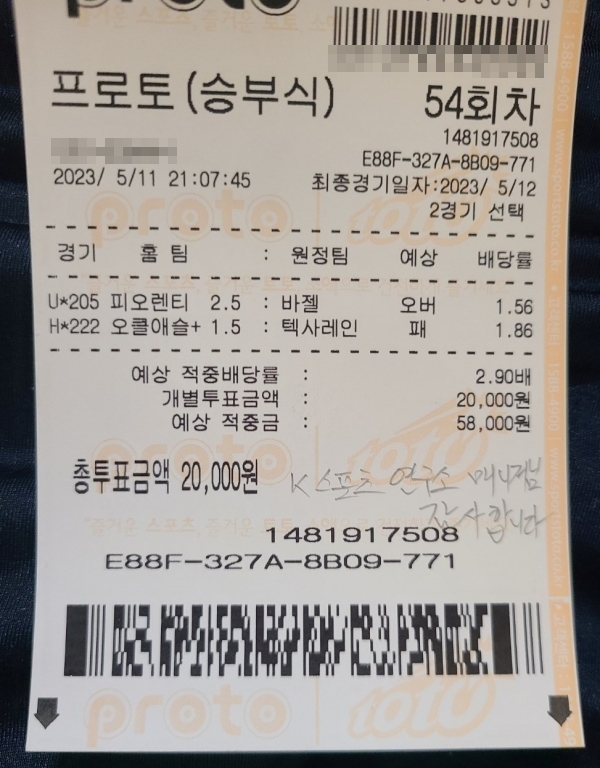 proto
프로토(승부식) 54회차
1481917508
E88F-327A-8B09-771
2023/ 5/11 21:07:45 최종경기일자:2023/ 5/12
2경기 선택
경기 홈 팀 : 원정팀 예상 배당률
U*205 피오렌티 2.5 : 바젤 오버 1.56
H*222 오클애슬+ 1.5 : 텍사레인 패 1.86
예상 적중배당률 : 2.90배
개별투표금액 : 20,000원
예상 적중금 : 58,000원
총투표금액 20,000원
K스포츠 연구소 매니저님
감사합니다
1481917508
E88F-327A-8B09-771
proto toto